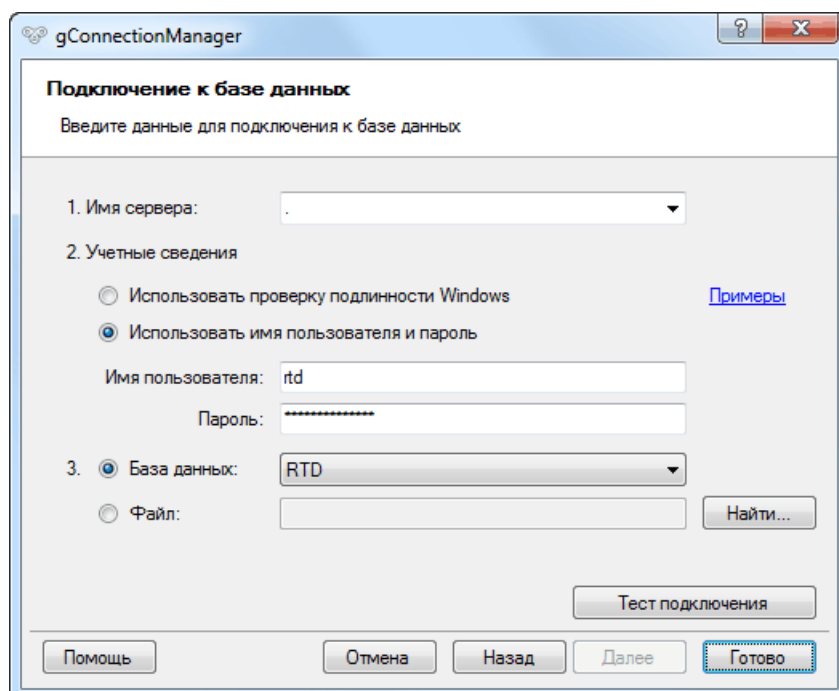 gConnectionManager
Подключение к базе данных
Введите данные для подключения к базе данных
1. Имя сервера: .
2. Учетные сведения
Использовать проверку подлинности Windows Примеры
Использовать имя пользователя и пароль
Имя пользователя: rtd
Пароль: **************
3. База данных: RTD
Файл: Найти...
Тест подключения
Помощь Отмена Назад Далее Готово